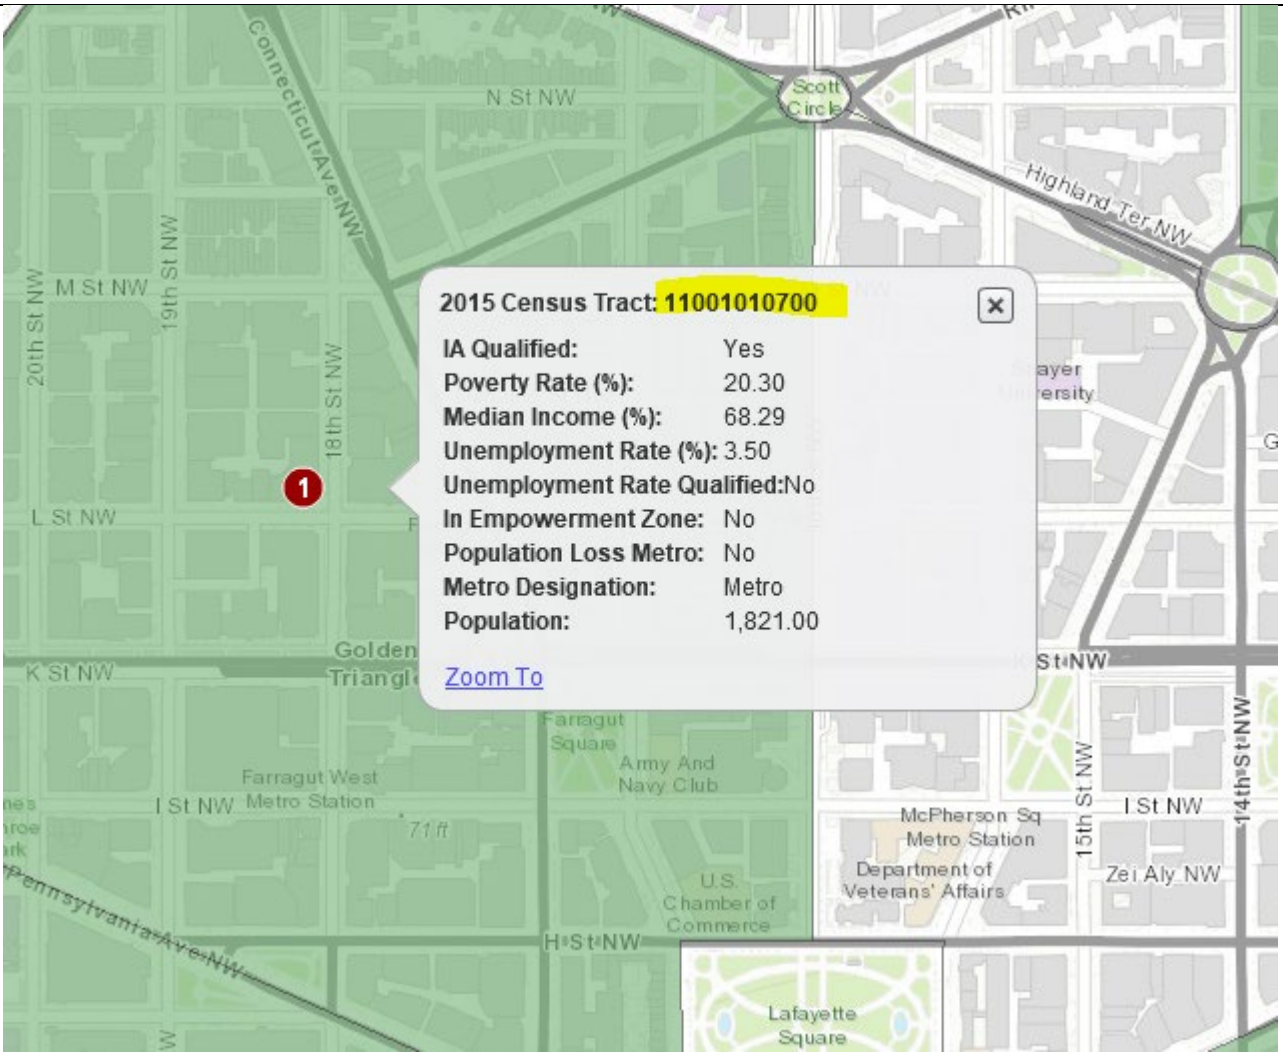 Scott
Circle
N St NW
Connecticut Ave NW
Highland Ter NW
M St NW
19th St NW
20th St NW
18th St NW
2015 Census Tract: 11001010700
IA Qualified: Yes
Poverty Rate (%): 20.30
Median Income (%): 68.29
Unemployment Rate (%): 3.50
Unemployment Rate Qualified:No
In Empowerment Zone: No
Population Loss Metro: No
Metro Designation: Metro
Population: 1,821.00
Zoom To
1
L St NW
Golden
Triangl
K St NW
St NW
Farragut
Square
Army And
Navy Club
Farragut West
Metro Station
I St NW
71 ft
McPherson Sq
Metro Station
15th St NW
I St NW
14th St NW
Department of
Veterans' Affairs
Zei Aly NW
U.S.
Chamber of
Commerce
Pennsylvania Ave NW
H St NW
Lafayette
Square